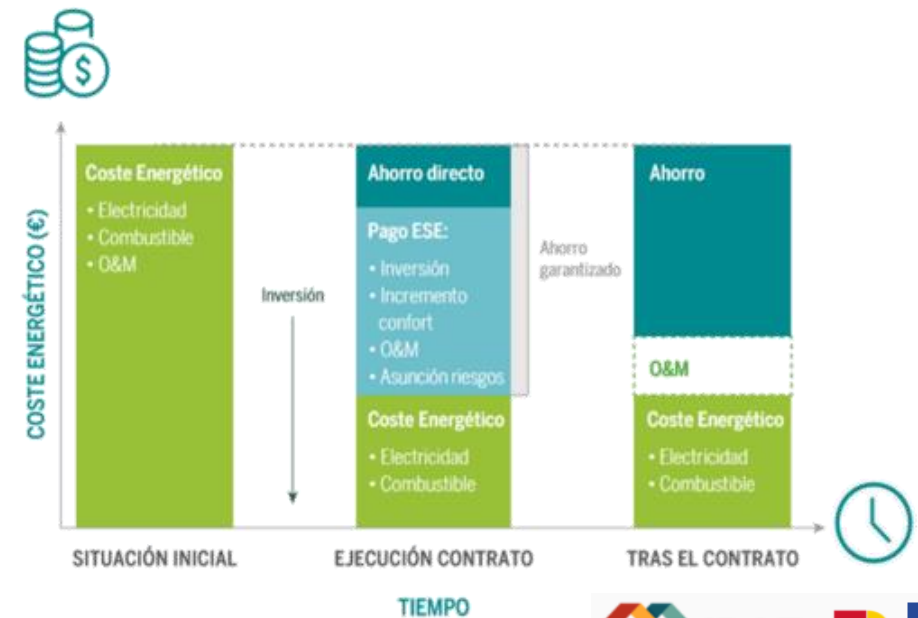 $
COSTE ENERGÉTICO (€)
Coste Energético
• Electricidad
• Combustible
• O&M
Inversión
Ahorro directo
Pago ESE:
• Inversión
• Incremento
confort
• O&M
• Asunción riesgos
Coste Energético
• Electricidad
• Combustible
Ahorro
garantizado
Ahorro
O&M
Coste Energético
• Electricidad
• Combustible
SITUACIÓN INICIAL
EJECUCIÓN CONTRATO
TRAS EL CONTRATO
TIEMPO